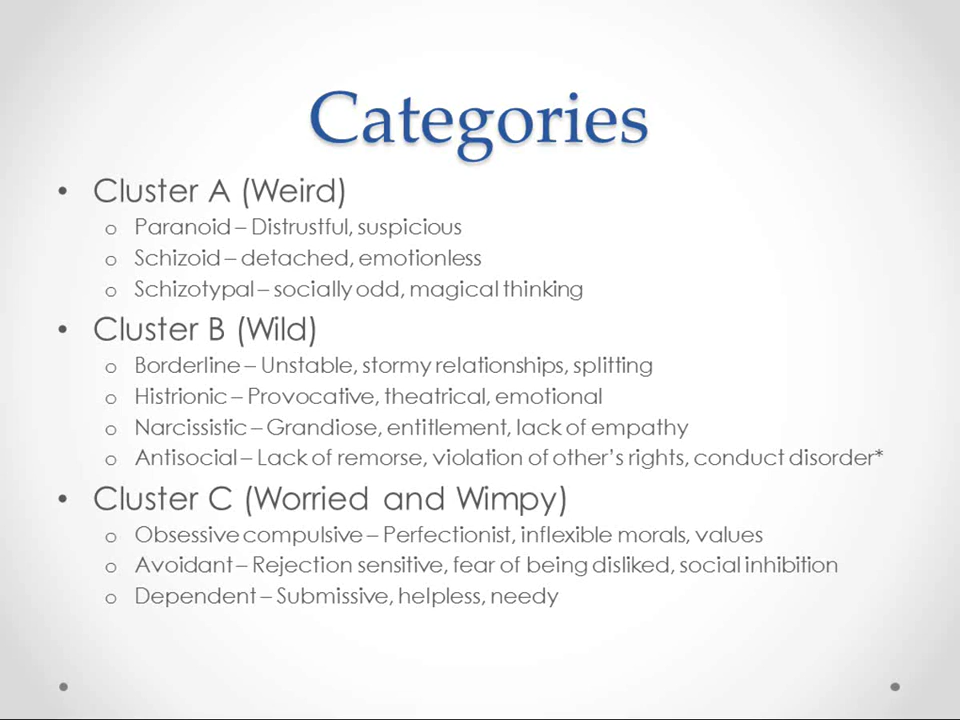 Categories
• Cluster A (Weird)
o Paranoid – Distrustful, suspicious
o Schizoid – detached, emotionless
o Schizotypal – socially odd, magical thinking
• Cluster B (Wild)
o Borderline – Unstable, stormy relationships, splitting
o Histrionic – Provocative, theatrical, emotional
o Narcissistic – Grandiose, entitlement, lack of empathy
o Antisocial – Lack of remorse, violation of other's rights, conduct disorder*
• Cluster C (Worried and Wimpy)
o Obsessive compulsive – Perfectionist, inflexible morals, values
o Avoidant – Rejection sensitive, fear of being disliked, social inhibition
o Dependent – Submissive, helpless, needy